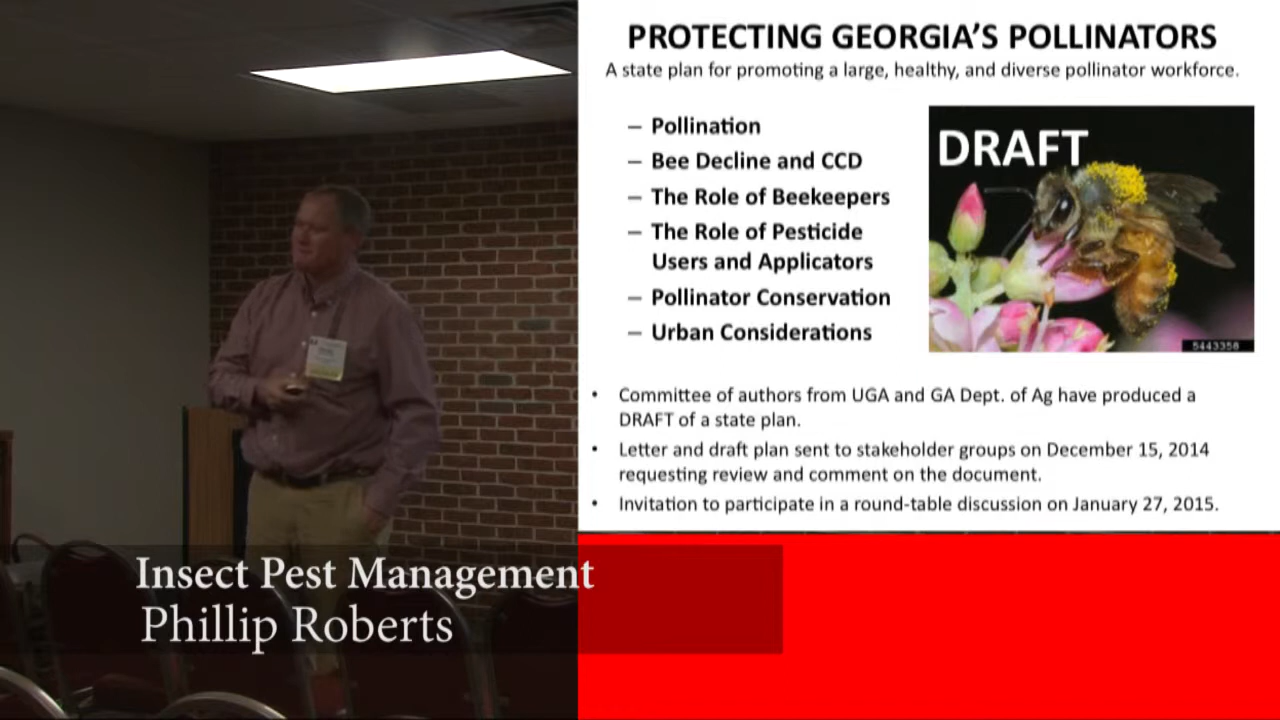 PROTECTING GEORGIA'S POLLINATORS
A state plan for promoting a large, healthy, and diverse pollinator workforce.
– Pollination
– Bee Decline and CCD
– The Role of Beekeepers
– The Role of Pesticide
Users and Applicators
– Pollinator Conservation
– Urban Considerations
DRAFT
5443358
• Committee of authors from UGA and GA Dept. of Ag have produced a
DRAFT of a state plan.
• Letter and draft plan sent to stakeholder groups on December 15, 2014
requesting review and comment on the document.
• Invitation to participate in a round-table discussion on January 27, 2015.
Insect Pest Management
Phillip Roberts